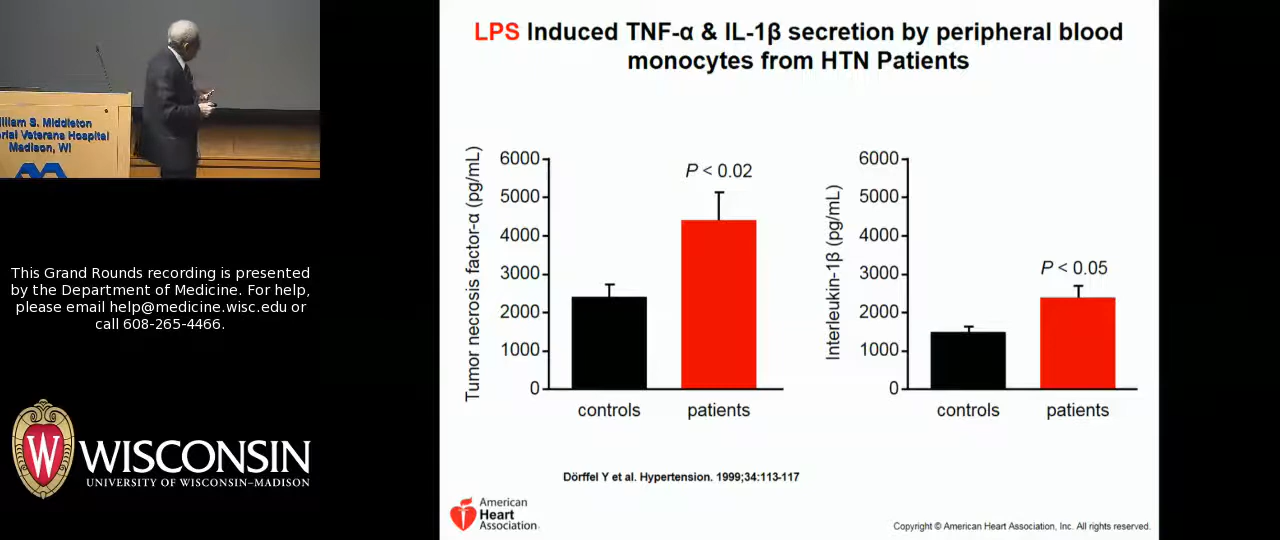 lliam S. Middleton
rial Veterans Hospital
Madison, WI
This Grand Rounds recording is presented
by the Department of Medicine. For help,
please email help@medicine.wisc.edu or
call 608-265-4466.
W
WISCONSIN
UNIVERSITY OF WISCONSIN–MADISON
LPS Induced TNF-α & IL-1β secretion by peripheral blood
monocytes from HTN Patients
Tumor necrosis factor-α (pg/mL)
6000
5000
4000
3000
2000
1000
0
P < 0.02
controls
patients
Interleukin-1β (pg/mL)
6000
5000
4000
3000
2000
1000
0
P < 0.05
controls
patients
Dörffel Y et al. Hypertension. 1999;34:113-117
American
Heart
Association.
Copyright © American Heart Association, Inc. All rights reserved.